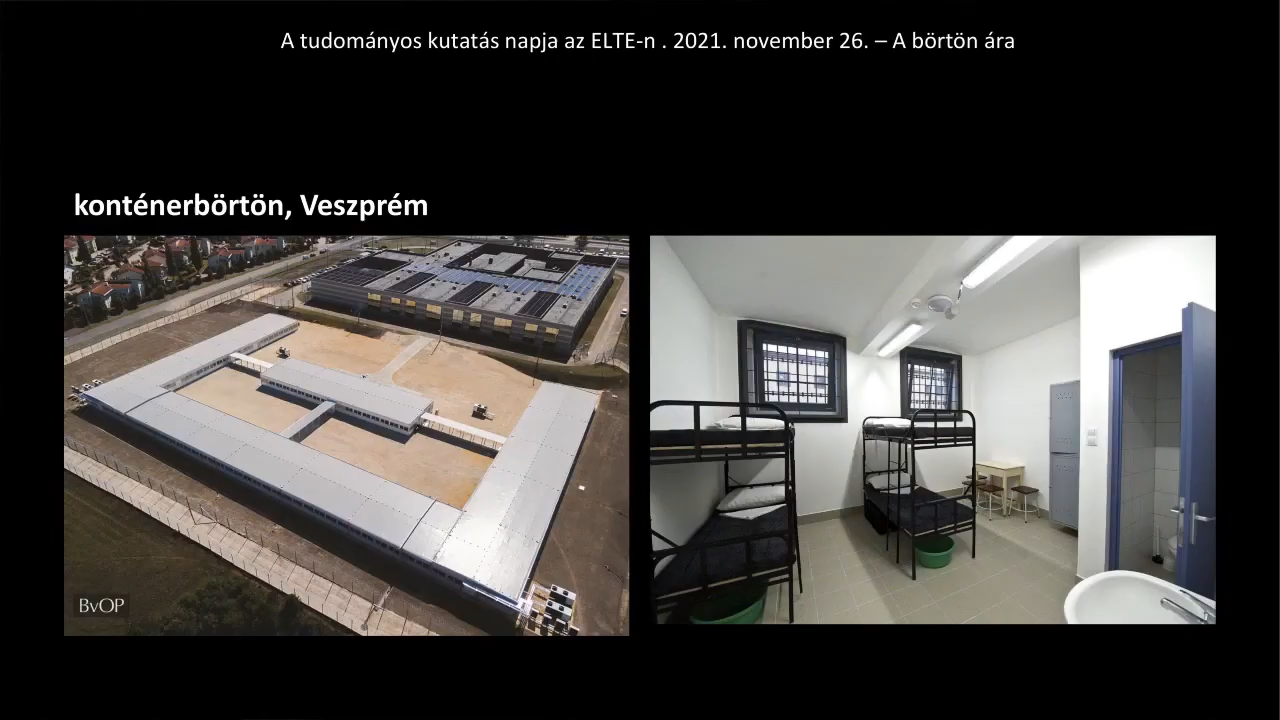 A tudományos kutatás napja az ELTE-n . 2021. november 26. – A börtön ára
konténerbörtön, Veszprém
BvOP